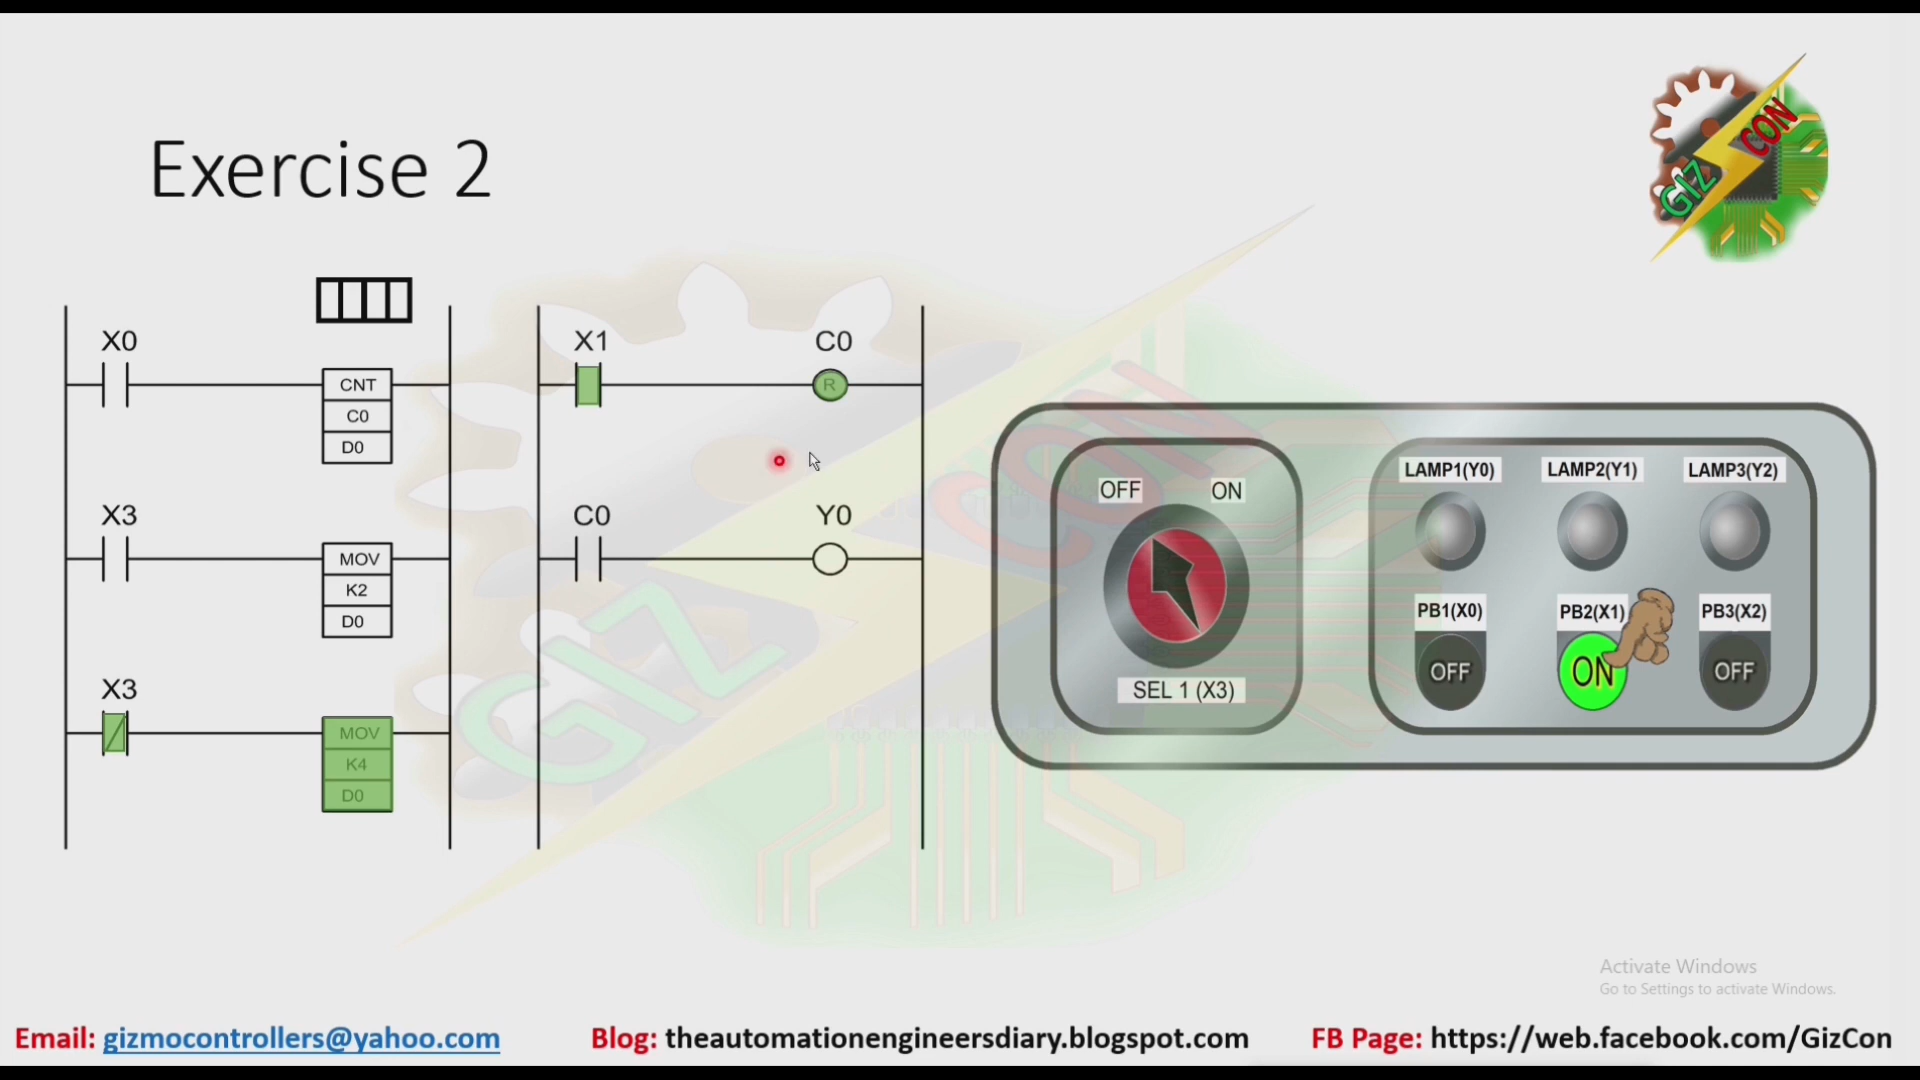 GIZ CON
Exercise 2
X0
CNT
C0
D0
X3
MOV
K2
D0
X3
MOV
K4
D0
X1
C0
R
C0
Y0
GIZ CON
OFF
ON
SEL 1 (X3)
LAMP1(Y0)
LAMP2(Y1)
LAMP3(Y2)
PB1(X0)
PB2(X1)
PB3(X2)
OFF
ON
OFF
Activate Windows
Go to Settings to activate Windows.
Email: gizmocontrollers@yahoo.com
Blog: theautomationengineersdiary.blogspot.com
FB Page: https://web.facebook.com/GizCon